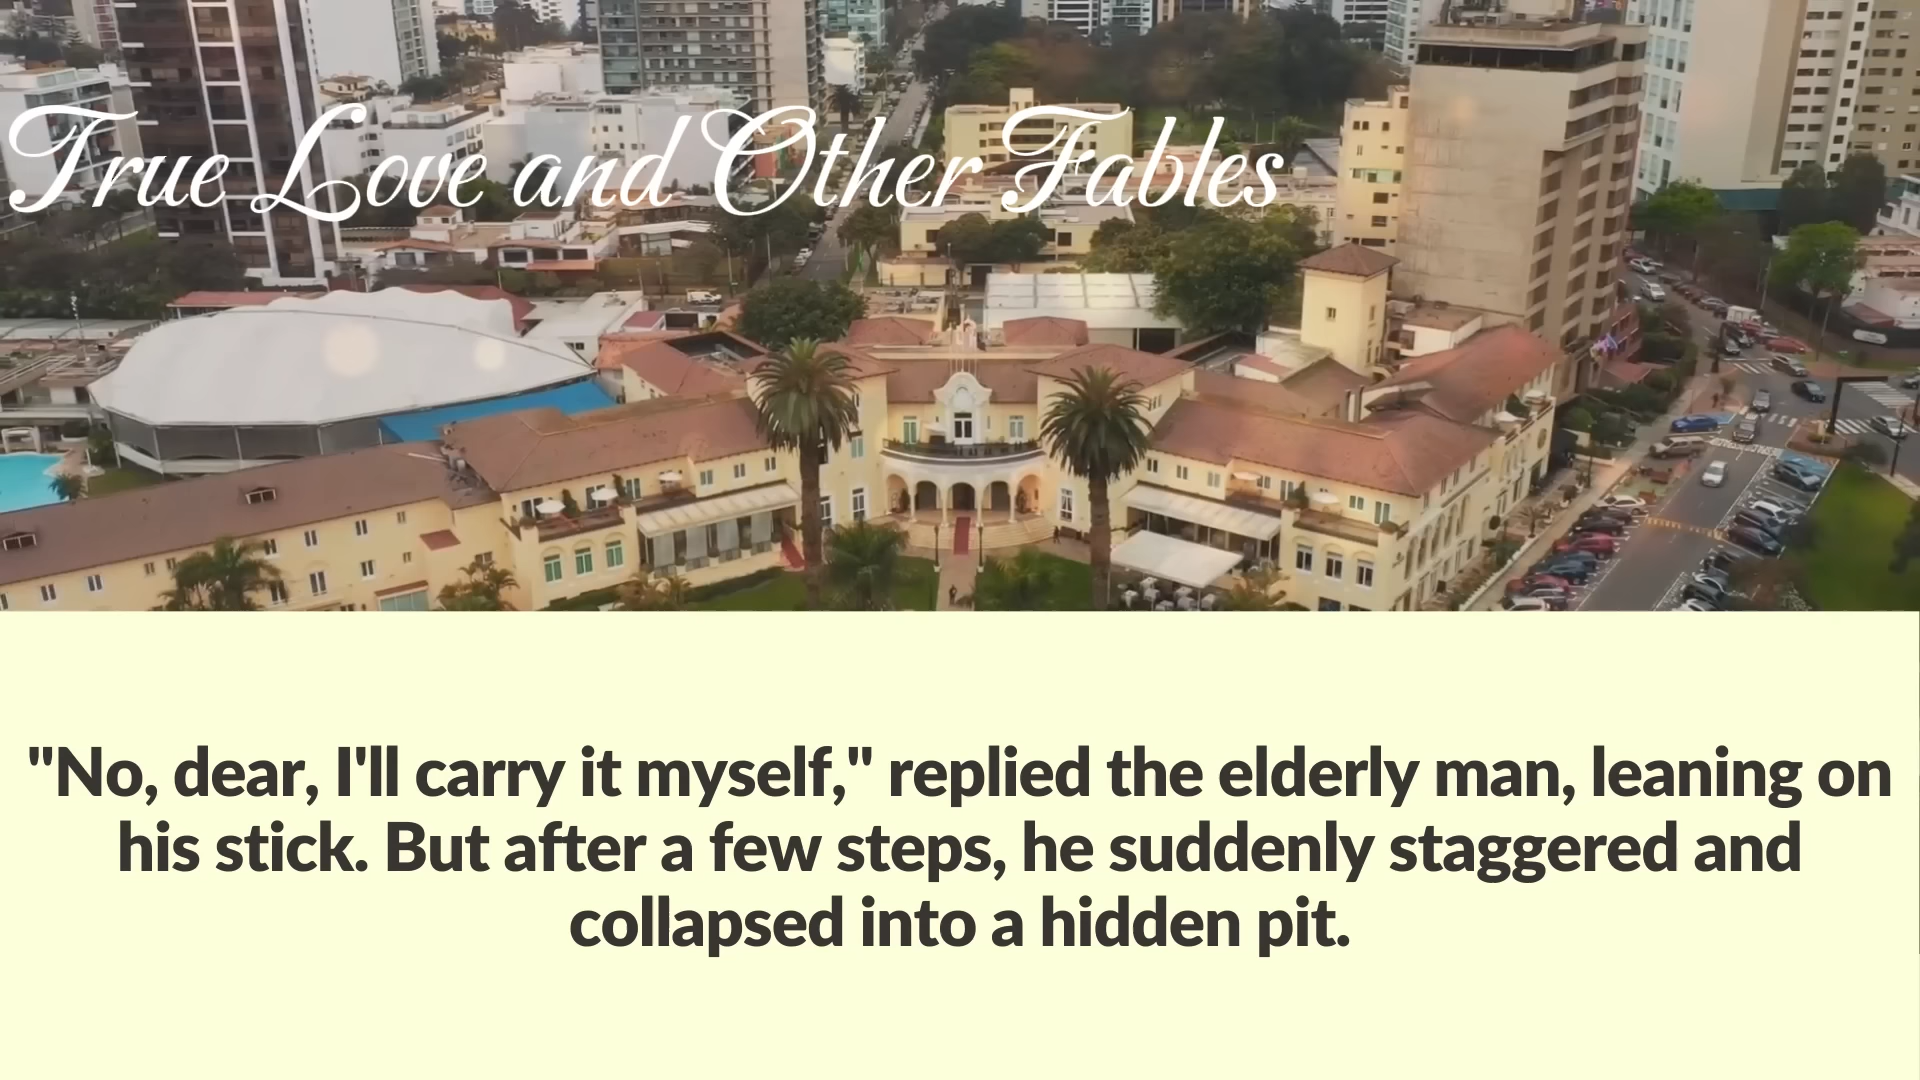 True Love and Other Fables
"No, dear, I'll carry it myself," replied the elderly man, leaning on
his stick. But after a few steps, he suddenly staggered and
collapsed into a hidden pit.